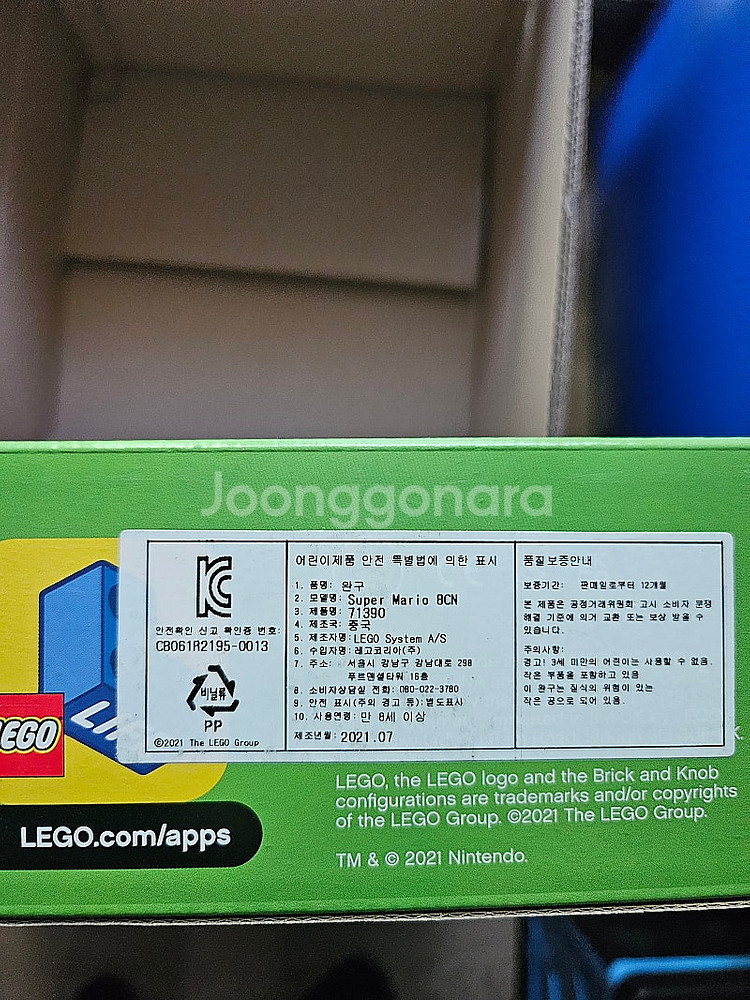 Joonggonara
KC
안전확인 신고 확인증 번호:
CB061R2195-0013
비닐류
PP
©2021 The LEGO Group
어린이제품 안전 특별법에 의한 표시
1. 품명: 완구
2. 모델명: Super Mario 8CN
3. 제품명: 71390
4. 제조국: 중국
5. 제조자명: LEGO System A/S
6. 수입자명: 레고코리아(주)
7. 주소: 서울시 강남구 강남대로 298
푸르덴셜타워 16층
8. 소비자상담실 전화: 080-022-3780
9. 안전 표시(주의 경고 등): 별도표시
10. 사용연령: 만 8세 이상
제조년월: 2021.07
품질보증안내
보증기간: 판매일로부터 12개월
본 제품은 공정거래위원회 고시 소비자 분쟁
해결 기준에 의거 교환 또는 보상 받을 수
있습니다.
주의사항:
경고! 3세 미만의 어린이는 사용할 수 없음.
작은 부품을 포함하고 있음
이 완구는 질식의 위험이 있는
작은 공으로 되어 있음.
LEGO
LEGO.com/apps
LEGO, the LEGO logo and the Brick and Knob
configurations are trademarks and/or copyrights
of the LEGO Group. ©2021 The LEGO Group.
TM & © 2021 Nintendo.